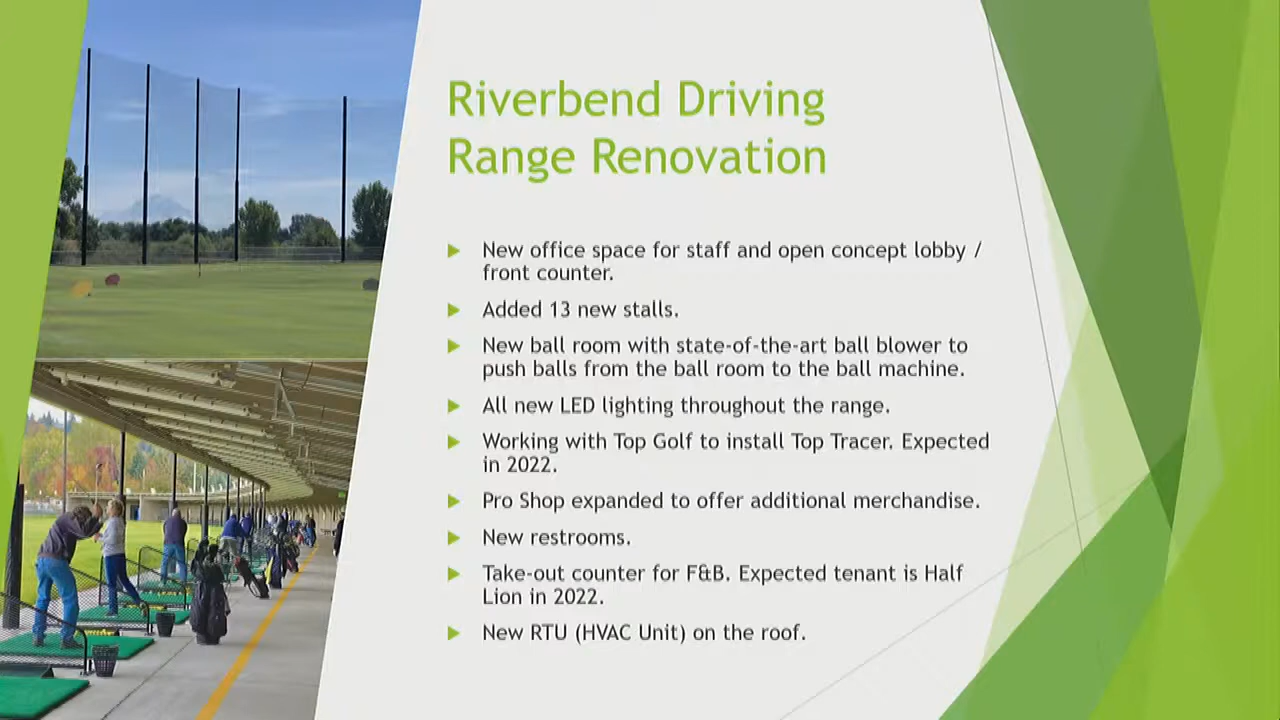 Riverbend Driving
Range Renovation
New office space for staff and open concept lobby /
front counter.
Added 13 new stalls.
New ball room with state-of-the-art ball blower to
push balls from the ball room to the ball machine.
All new LED lighting throughout the range.
Working with Top Golf to install Top Tracer. Expected
in 2022.
Pro Shop expanded to offer additional merchandise.
New restrooms.
Take-out counter for F&B. Expected tenant is Half
Lion in 2022.
New RTU (HVAC Unit) on the roof.